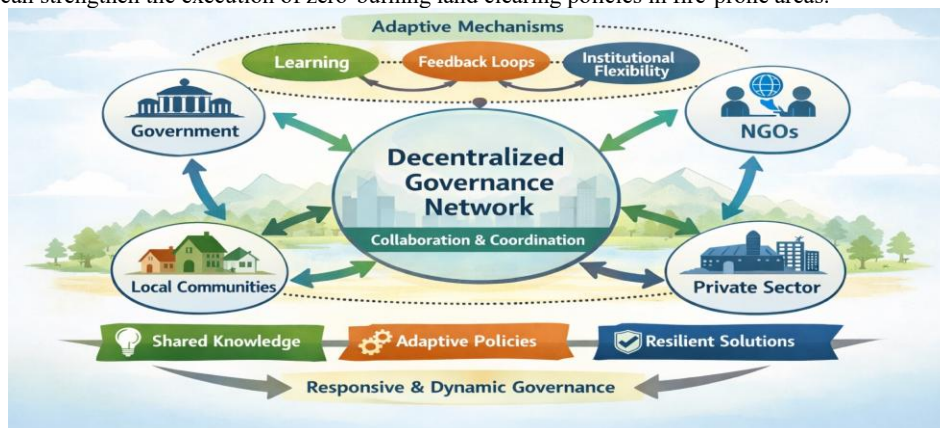 can strengthen the execution of zero-burning land clearing policies in fire-prone areas.
Adaptive Mechanisms
Learning
Feedback Loops
Institutional
Flexibility
Government
NGOs
Decentralized
Governance
Network
Collaboration & Coordination
Local Communities
Private Sector
Shared Knowledge
Adaptive Policies
Resilient Solutions
Responsive & Dynamic Governance